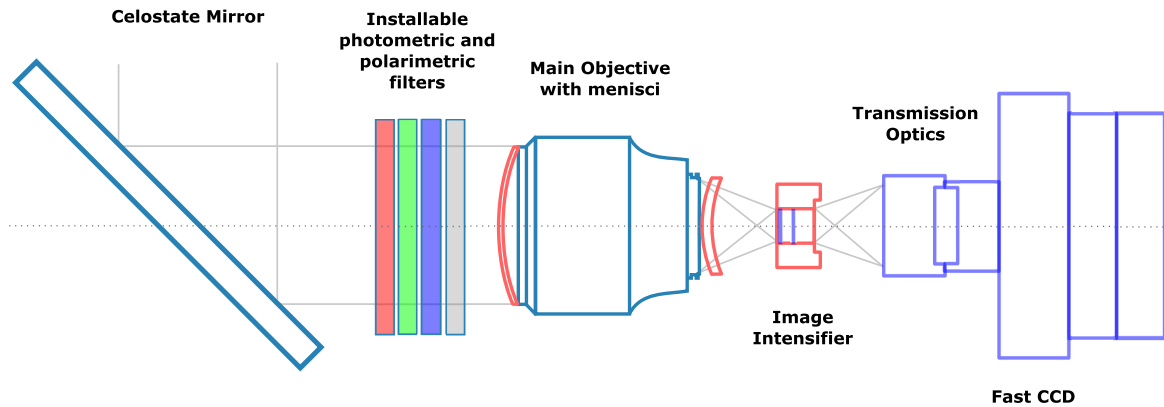 Celostate Mirror
Installable
photometric and
polarimetric
filters
Main Objective
with menisci
Transmission
Optics
Image
Intensifier
Fast CCD